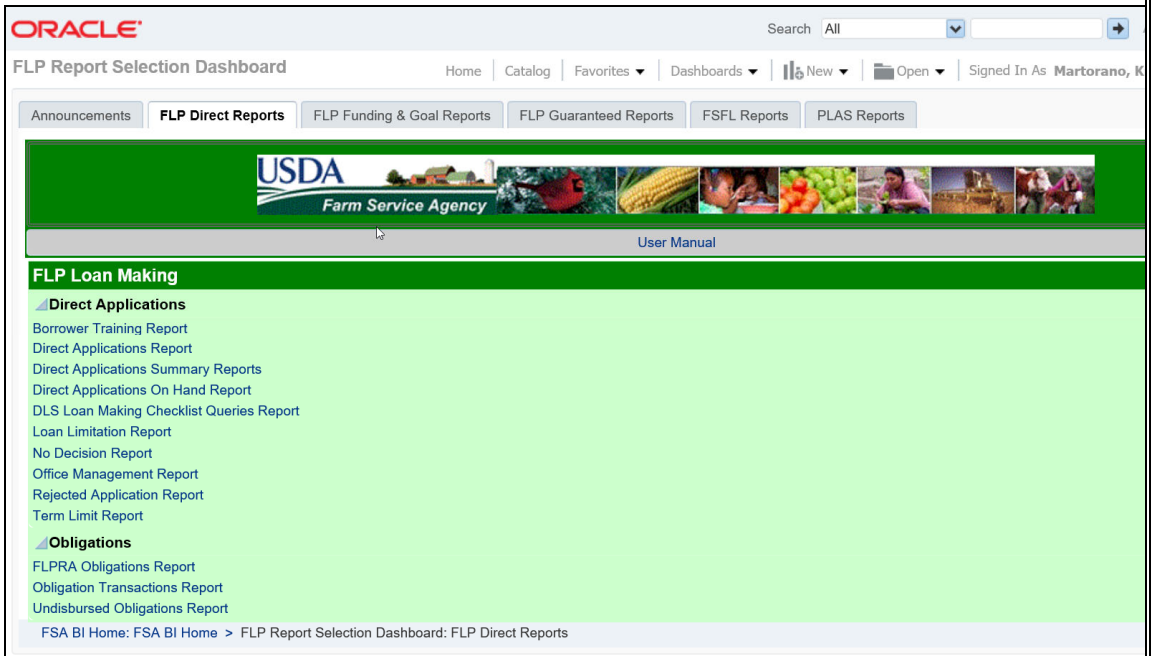 ORACLE
Search All
FLP Report Selection Dashboard
Home Catalog Favorites Dashboards New Open Signed In As Martorano, K
Announcements FLP Direct Reports FLP Funding & Goal Reports FLP Guaranteed Reports FSFL Reports PLAS Reports
USDA
Farm Service Agency
User Manual
FLP Loan Making
Direct Applications
Borrower Training Report
Direct Applications Report
Direct Applications Summary Reports
Direct Applications On Hand Report
DLS Loan Making Checklist Queries Report
Loan Limitation Report
No Decision Report
Office Management Report
Rejected Application Report
Term Limit Report
Obligations
FLPRA Obligations Report
Obligation Transactions Report
Undisbursed Obligations Report
FSA BI Home: FSA BI Home > FLP Report Selection Dashboard: FLP Direct Reports